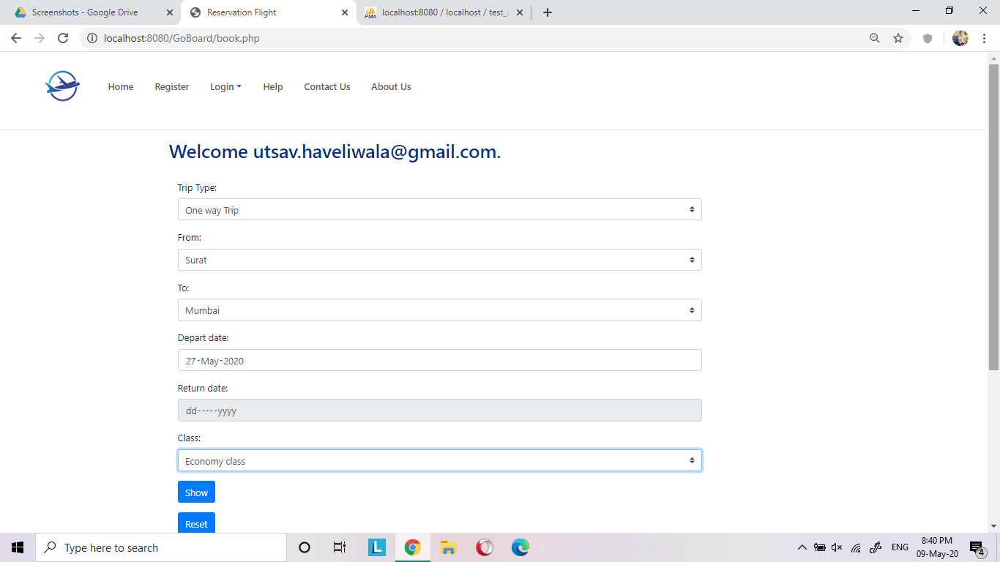 Screenshots - Google Drive
Reservation Flight
PMA
localhost:8080 / localhost / test_
localhost:8080/GoBoard/book.php
Home Register Login Help Contact Us About Us
Welcome utsav.haveliwala@gmail.com.
Trip Type:
One way Trip
From:
Surat
To:
Mumbai
Depart date:
27-May-2020
Return date:
dd-----yyyy
Class:
Economy class
Show
Reset
Type here to search
L
ENG
8:40 PM
09-May-20
4